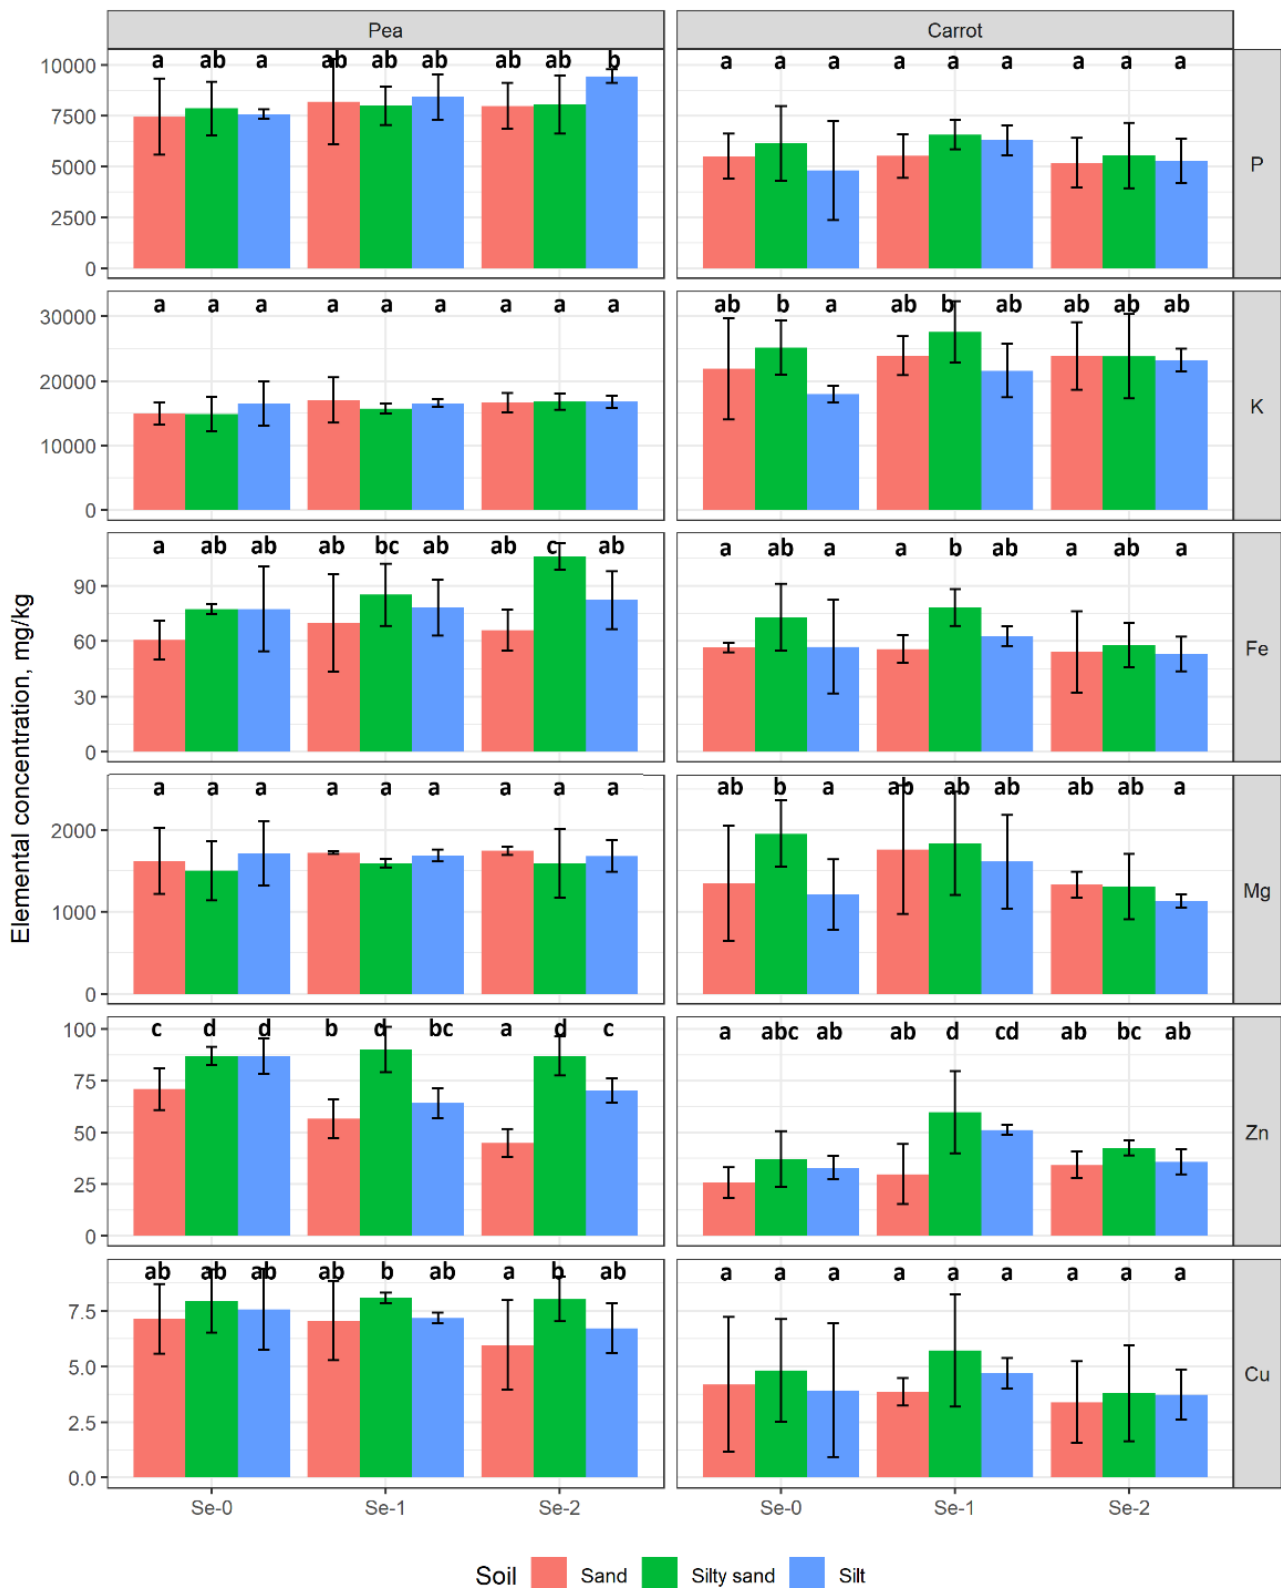 Pea Carrot
a ab a ab ab ab ab ab b a a a a a a a a a
10000
7500
5000
2500
0
P
a a a a a a a a a ab b a ab b ab ab ab ab
30000
20000
10000
0
K
a ab ab ab bc ab ab c ab a ab a a b ab a ab a
90
60
30
0
Fe
Elemental concentration, mg/kg
a a a a a a a a a ab b a ab ab ab ab ab a
2000
1000
0
Mg
c d d b d bc a d c a abc ab ab d cd ab bc ab
100
75
50
25
0
Zn
ab ab ab ab b ab a b ab a a a a a a a a a
7.5
5.0
2.5
0.0
Cu
Se-0 Se-1 Se-2 Se-0 Se-1 Se-2
Soil Sand Silty sand Silt